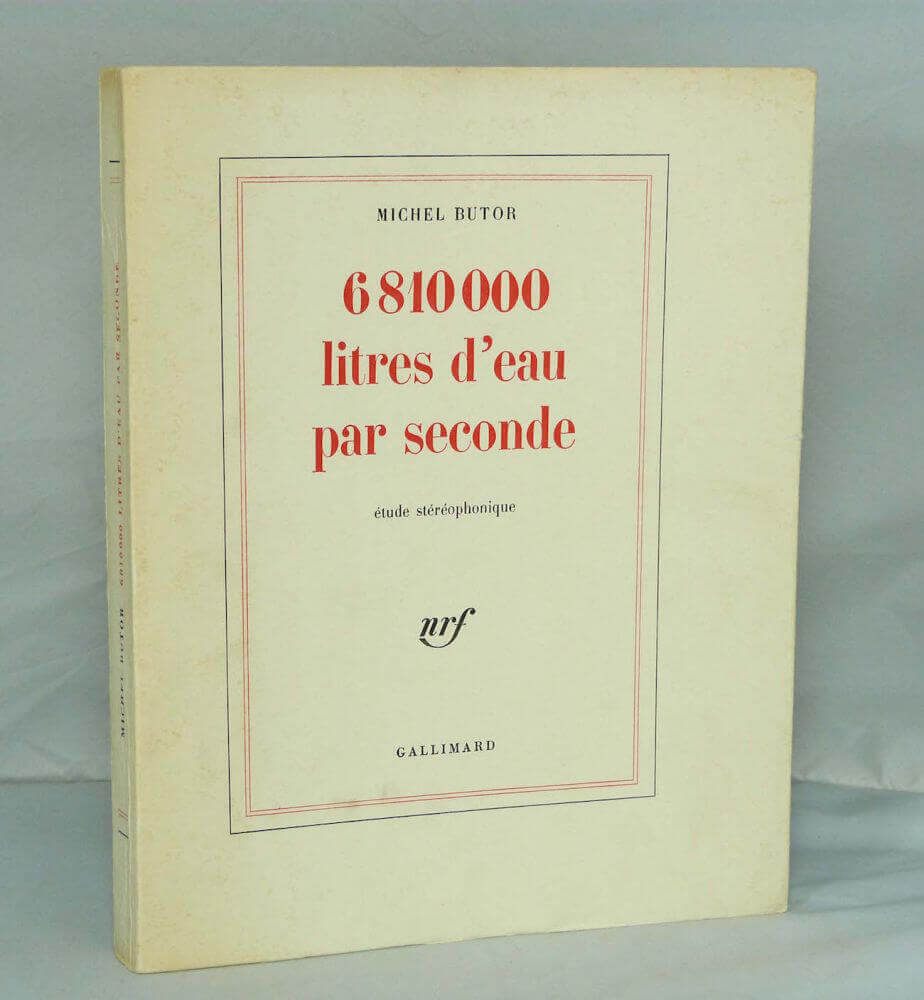 MICHEL BUTOR
6 810 000
litres d'eau
par seconde
étude stéréophonique
nrf
GALLIMARD
MICHEL BUTOR 6 810 000 LITRES D'EAU PAR SECONDE